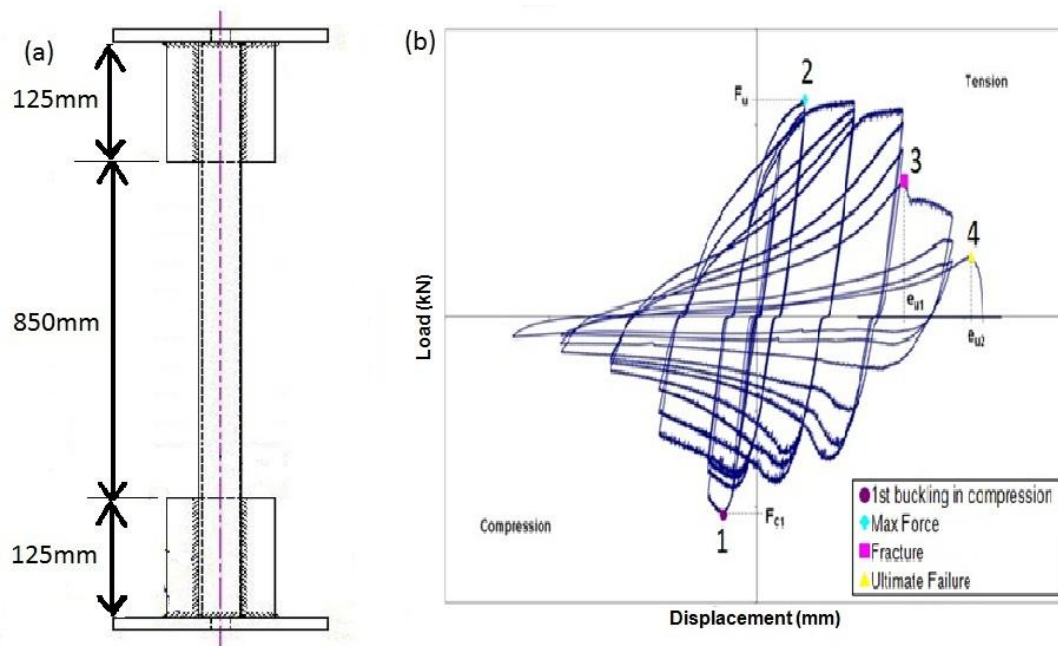 (a)
125mm
850mm
125mm
(b)
2
Tension
Fu
3
4
eu1
eu2
Load (kN)
Compression
1
FC1
1st buckling in compression
Max Force
Fracture
Ultimate Failure
Displacement (mm)